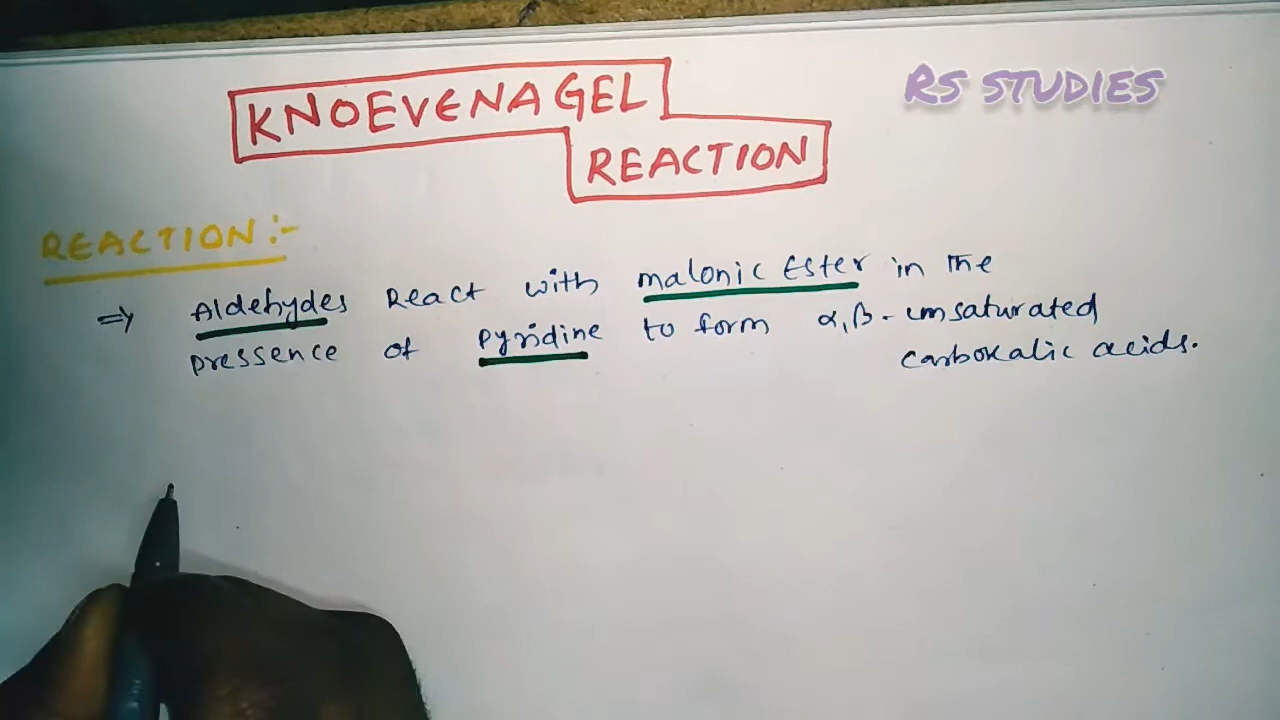 KNOEVENAGEL
REACTION
RS STUDIES
REACTION:-
⇒ Aldehydes React with malonic Ester in the
pressence of pyridine to form α,β-unsaturated
carboxalic acids.